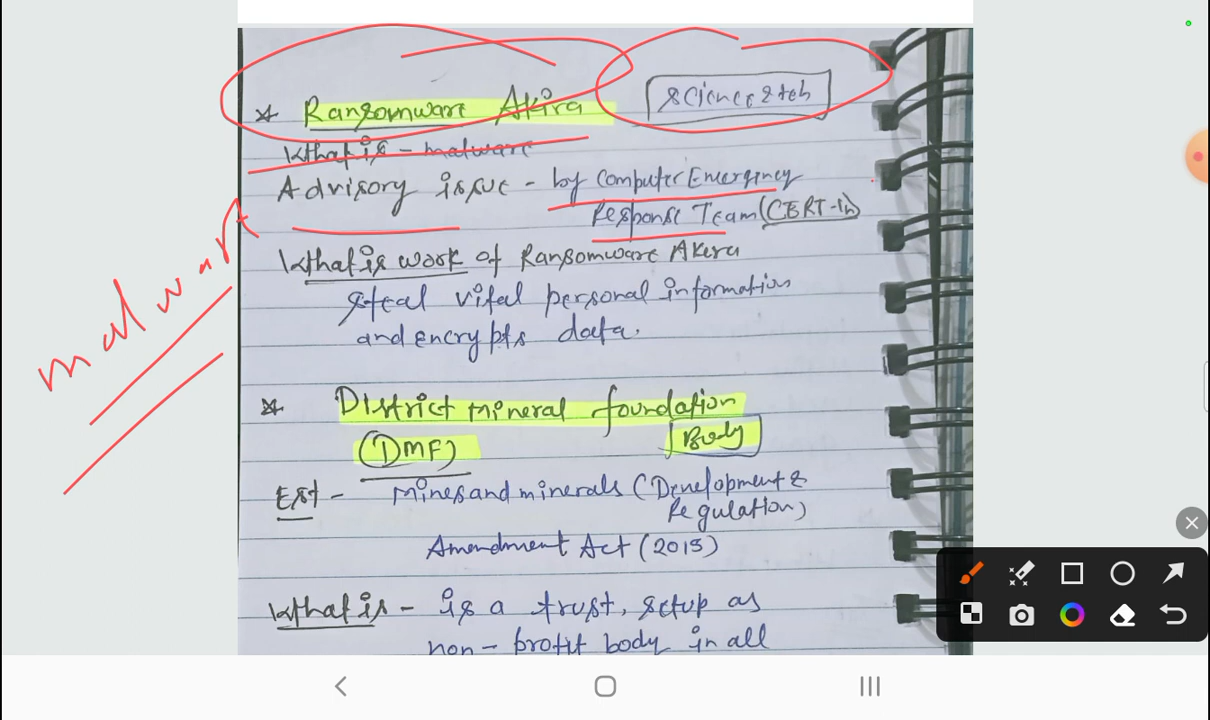 Ransomware Akira
Science & teh
What is - malware
Advisory issue - by Computer Emergency
Response Team (CERT-In)
malware
What is work of Ransomware Akira
steal vital personal information
and encrypts data.
District mineral foundation
(DMF) Body
Est - Mines and minerals (Development &
Regulation)
Amendment Act (2015)
What is - is a trust, setup as
non - profit body in all